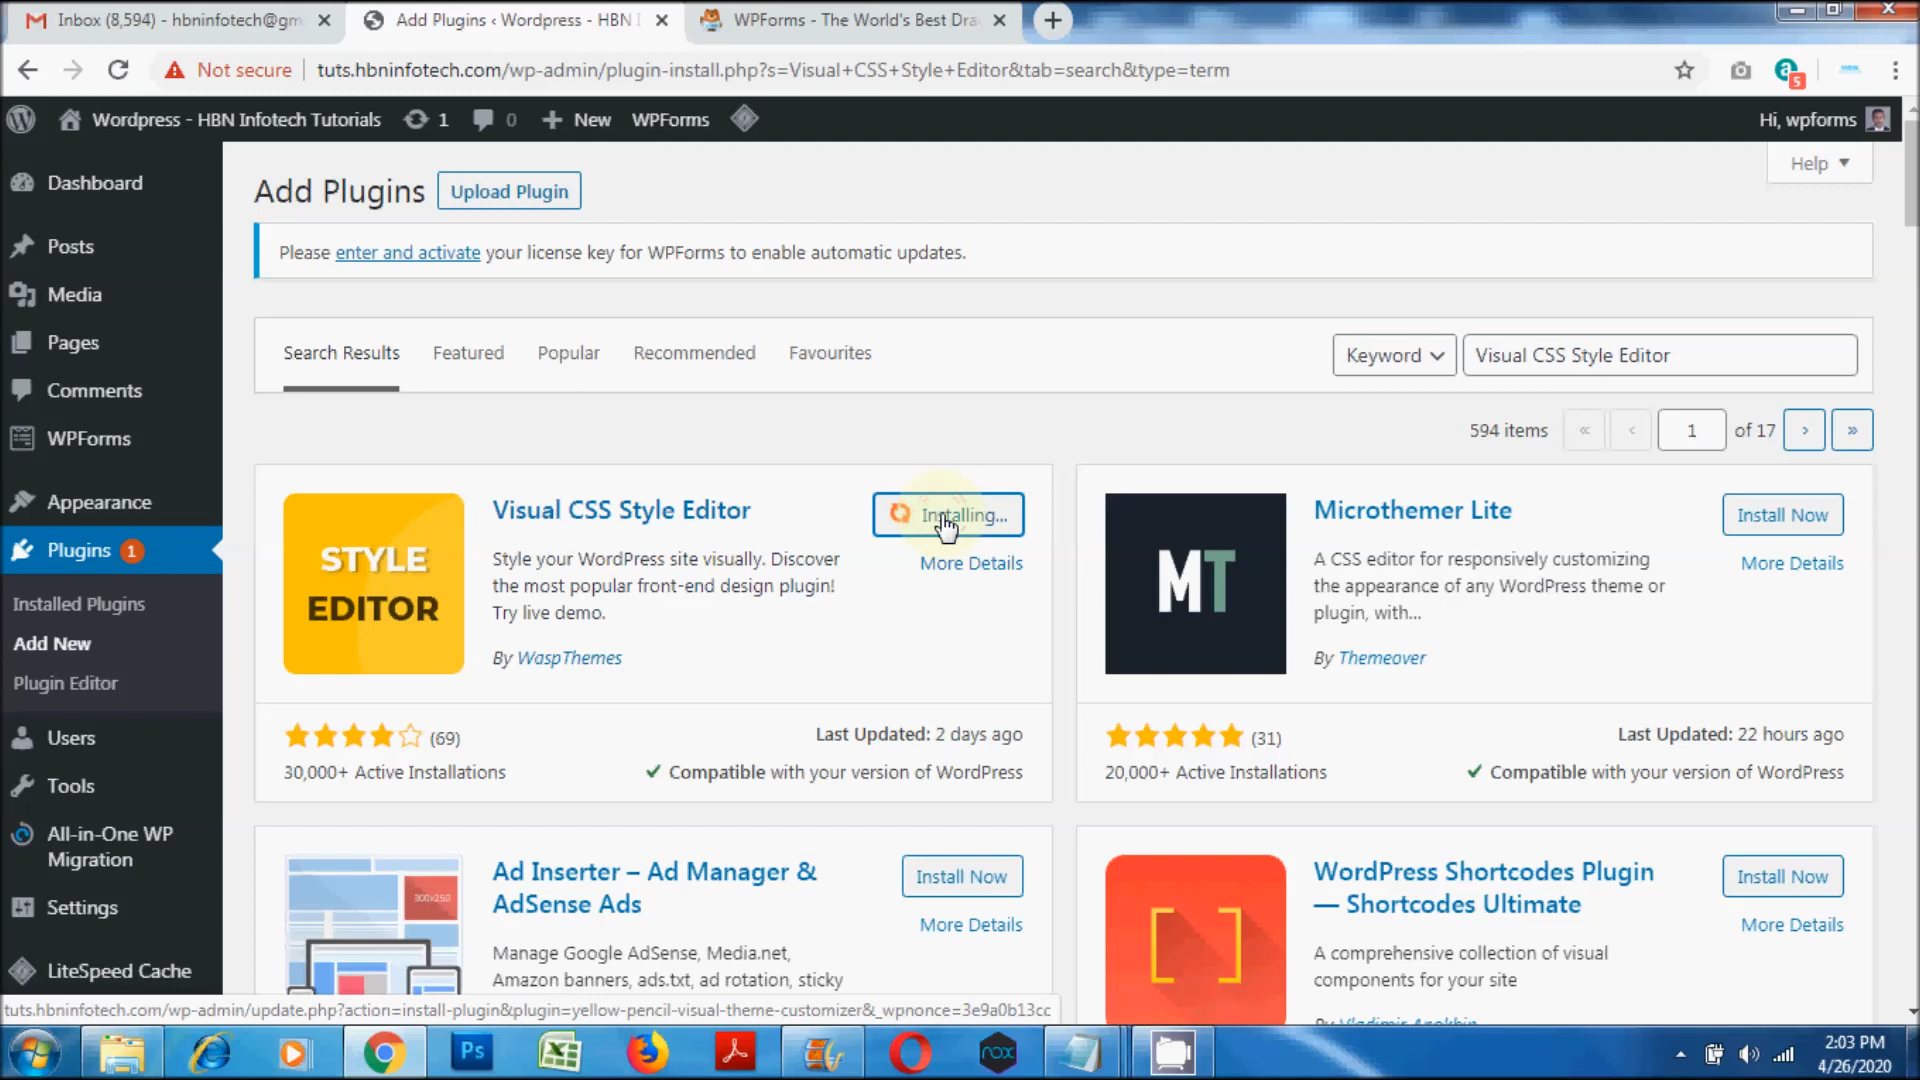 Inbox (8,594) - hbninfotech@gm
Add Plugins ‹ Wordpress - HBN I
WPForms - The World's Best Dra
Not secure
tuts.hbninfotech.com/wp-admin/plugin-install.php?s=Visual+CSS+Style+Editor&tab=search&type=term
5
Wordpress - HBN Infotech Tutorials
1
0
New
WPForms
Hi, wpforms
Dashboard
Posts
Media
Pages
Comments
WPForms
Appearance
Plugins 1
Installed Plugins
Add New
Plugin Editor
Users
Tools
All-in-One WP
Migration
Settings
LiteSpeed Cache
Help
Add Plugins
Upload Plugin
Please enter and activate your license key for WPForms to enable automatic updates.
Search Results
Featured
Popular
Recommended
Favourites
Keyword
Visual CSS Style Editor
594 items
«
‹
1
of 17
›
»
STYLE
EDITOR
Visual CSS Style Editor
Installing...
More Details
Style your WordPress site visually. Discover
the most popular front-end design plugin!
Try live demo.
By WaspThemes
(69)
30,000+ Active Installations
Last Updated: 2 days ago
Compatible with your version of WordPress
MT
Microthemer Lite
Install Now
More Details
A CSS editor for responsively customizing
the appearance of any WordPress theme or
plugin, with...
By Themeover
(31)
20,000+ Active Installations
Last Updated: 22 hours ago
Compatible with your version of WordPress
300x250
Ad Inserter – Ad Manager &
AdSense Ads
Install Now
More Details
Manage Google AdSense, Media.net,
Amazon banners, ads.txt, ad rotation, sticky
[ ]
WordPress Shortcodes Plugin
— Shortcodes Ultimate
Install Now
More Details
A comprehensive collection of visual
components for your site
By Vladimir Anokhin
tuts.hbninfotech.com/wp-admin/update.php?action=install-plugin&plugin=yellow-pencil-visual-theme-customizer&_wpnonce=3e9a0b13cc
Ps
nox
2:03 PM
4/26/2020